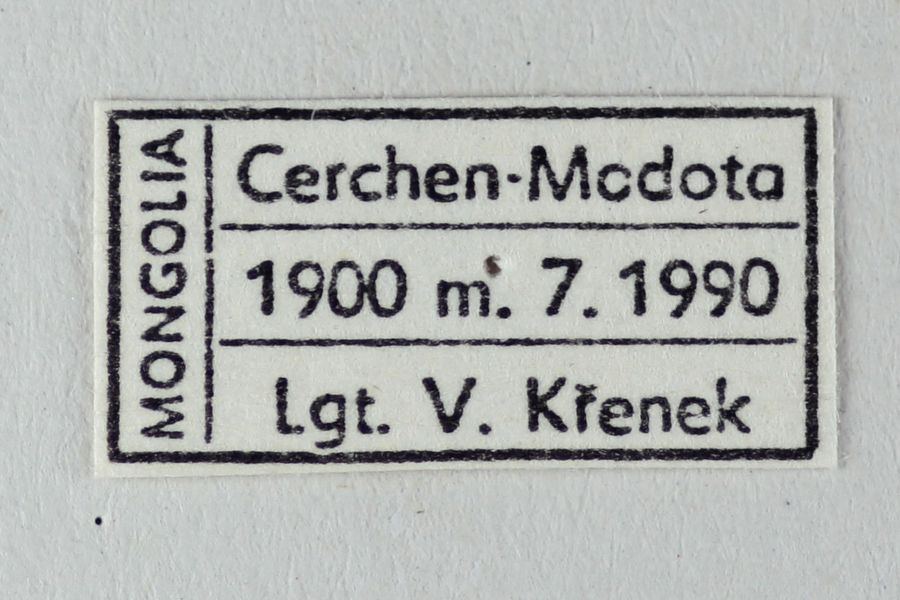 MONGOLIA
Cerchen-Modota
1900 m. 7. 1990
Lgt. V. Křenek